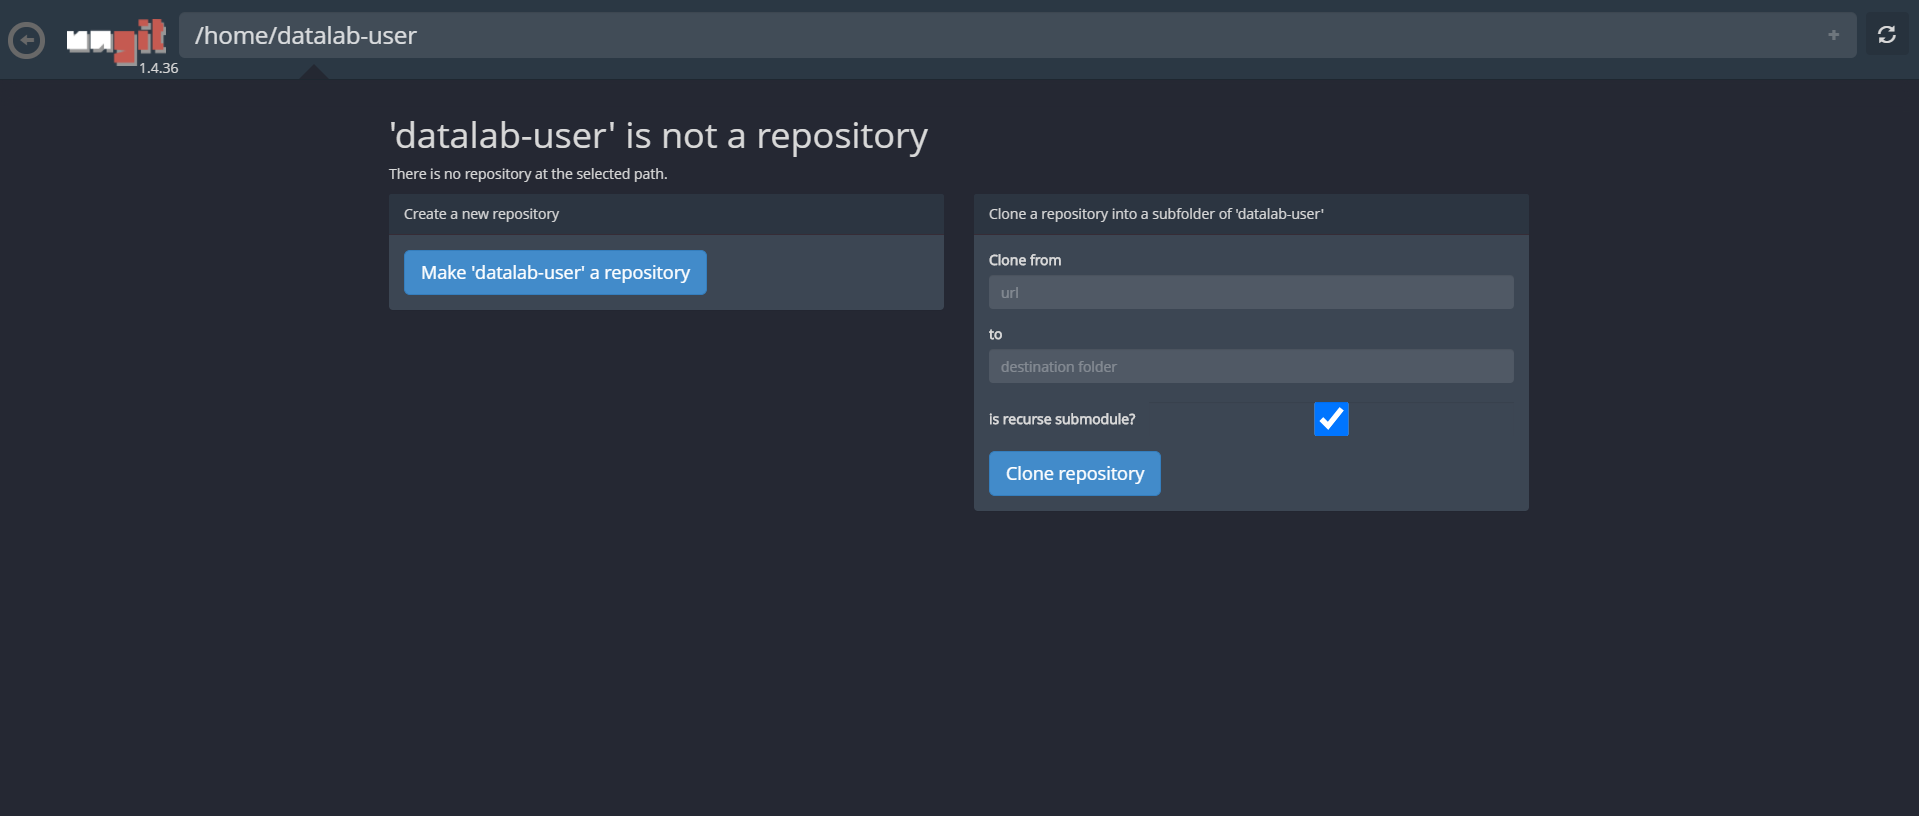 ungit
1.4.36
/home/datalab-user
'datalab-user' is not a repository
There is no repository at the selected path.
Create a new repository
Make 'datalab-user' a repository
Clone a repository into a subfolder of 'datalab-user'
Clone from
url
to
destination folder
is recurse submodule?
Clone repository